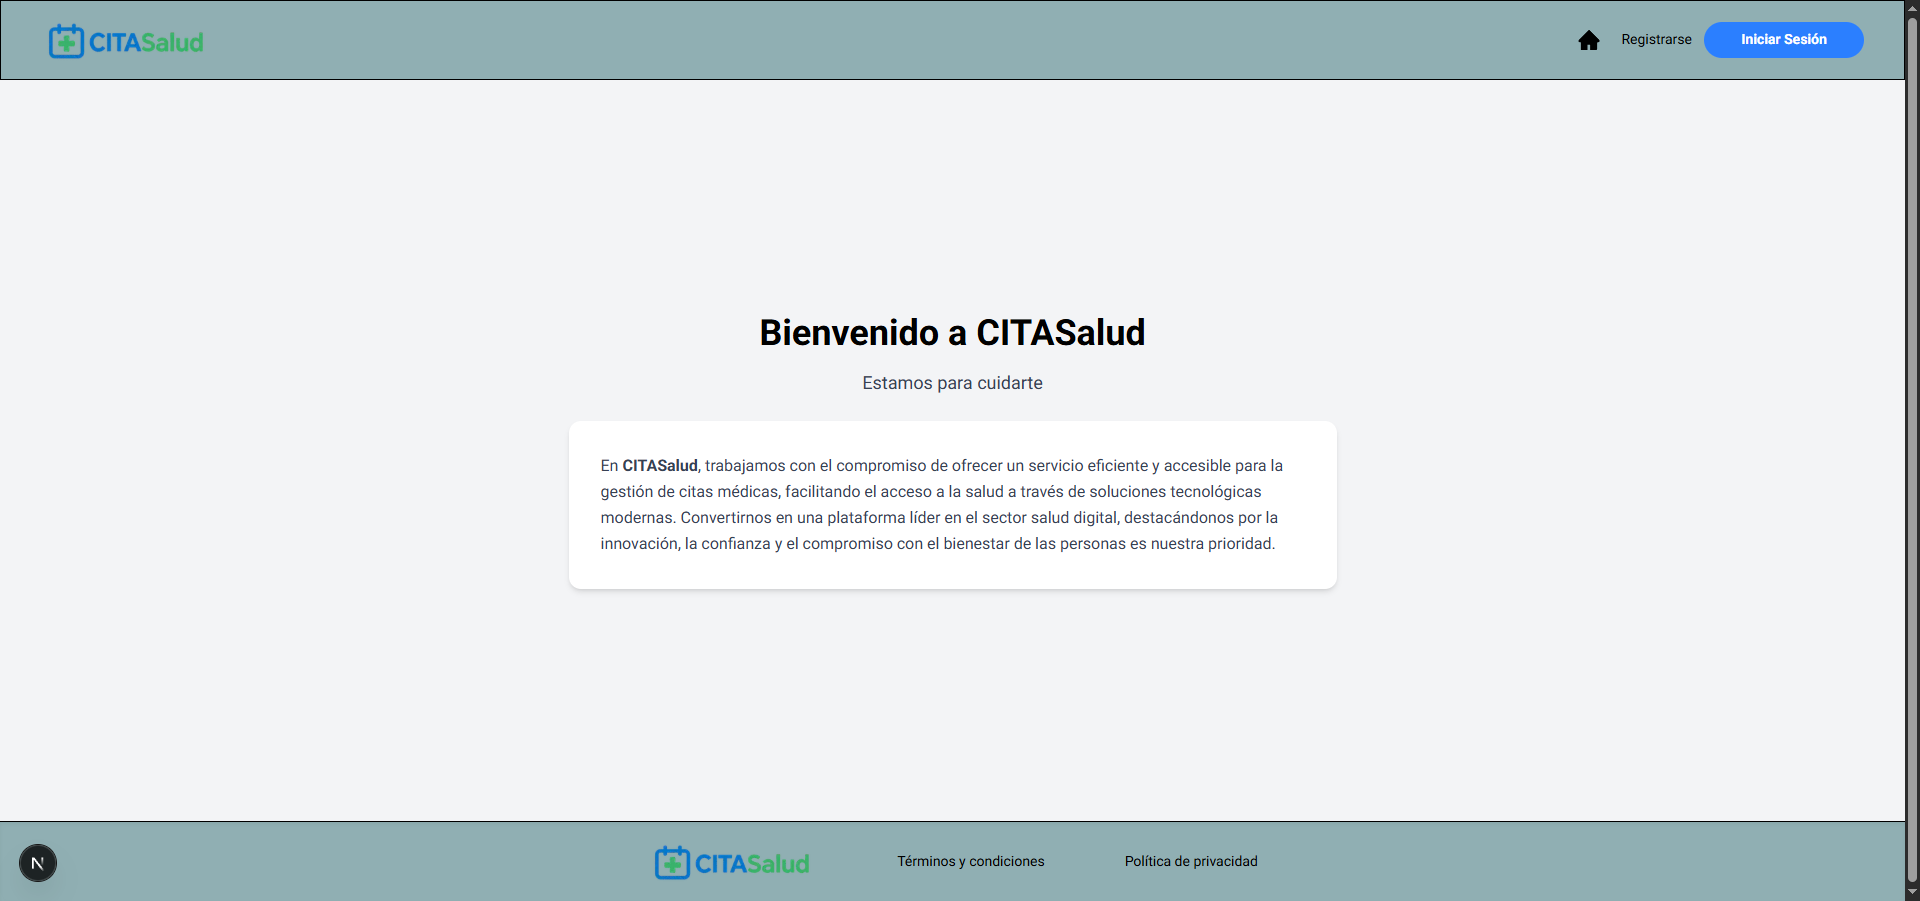 CITASalud
Registrarse
Iniciar Sesión
Bienvenido a CITASalud
Estamos para cuidarte
En CITASalud, trabajamos con el compromiso de ofrecer un servicio eficiente y accesible para la
gestión de citas médicas, facilitando el acceso a la salud a través de soluciones tecnológicas
modernas. Convertirnos en una plataforma líder en el sector salud digital, destacándonos por la
innovación, la confianza y el compromiso con el bienestar de las personas es nuestra prioridad.
N
CITASalud
Términos y condiciones
Política de privacidad